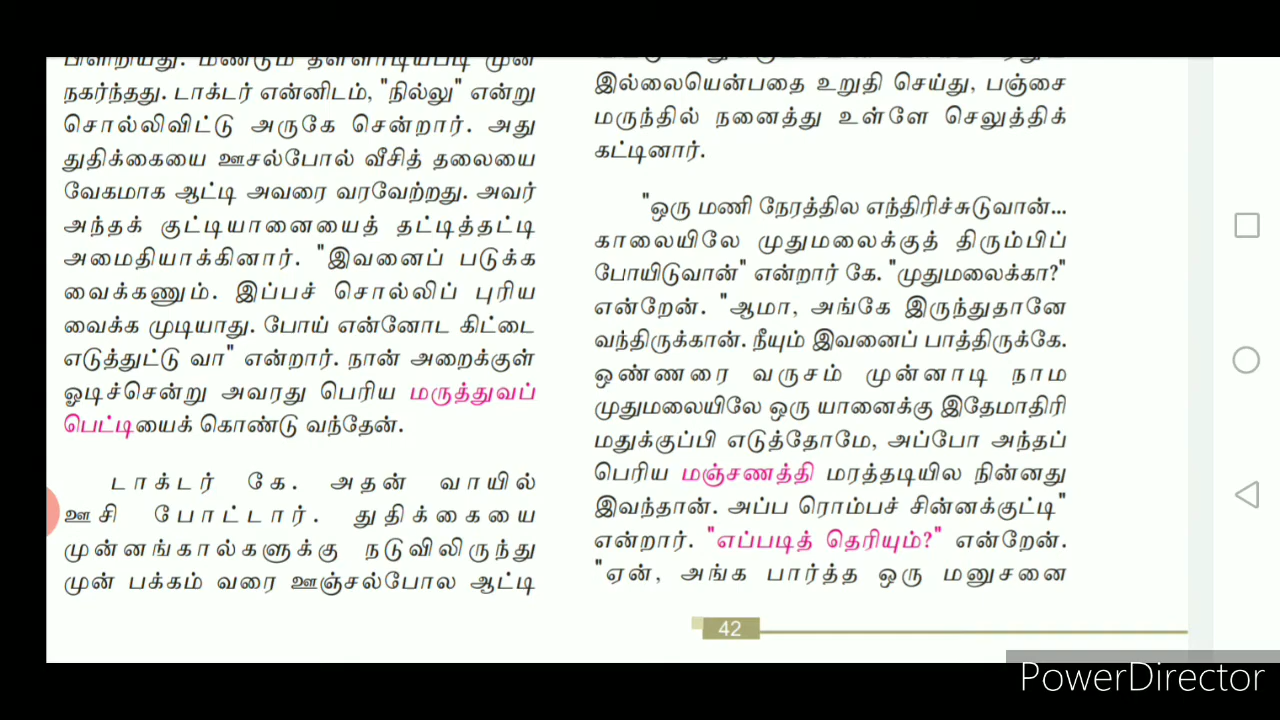 பிளிறியது. மீண்டும் தள்ளாடியபடி முன்
நகர்ந்தது. டாக்டர் என்னிடம், "நில்லு" என்று
சொல்லிவிட்டு அருகே சென்றார். அது
துதிக்கையை ஊசல்போல் வீசித் தலையை
வேகமாக ஆட்டி அவரை வரவேற்றது. அவர்
அந்தக் குட்டியானையைத் தட்டித்தட்டி
அமைதியாக்கினார். "இவனைப் படுக்க
வைக்கணும். இப்பச் சொல்லிப் புரிய
வைக்க முடியாது. போய் என்னோட கிட்டை
எடுத்துட்டு வா" என்றார். நான் அறைக்குள்
ஓடிச்சென்று அவரது பெரிய மருத்துவப்
பெட்டியைக் கொண்டு வந்தேன்.
டாக்டர் கே. அதன் வாயில்
ஊசி போட்டார். துதிக்கையை
முன்னங்கால்களுக்கு நடுவிலிருந்து
முன் பக்கம் வரை ஊஞ்சல்போல ஆட்டி
இல்லையென்பதை உறுதி செய்து, பஞ்சை
மருந்தில் நனைத்து உள்ளே செலுத்திக்
கட்டினார்.
"ஒரு மணி நேரத்தில எந்திரிச்சுடுவான்...
காலையிலே முதுமலைக்குத் திரும்பிப்
போயிடுவான்" என்றார் கே. "முதுமலைக்கா?"
என்றேன். "ஆமா, அங்கே இருந்துதானே
வந்திருக்கான். நீயும் இவனைப் பாத்திருக்கே.
ஒண்ணரை வருசம் முன்னாடி நாம
முதுமலையிலே ஒரு யானைக்கு இதேமாதிரி
மதுக்குப்பி எடுத்தோமே, அப்போ அந்தப்
பெரிய மஞ்சணத்தி மரத்தடியில நின்னது
இவந்தான். அப்ப ரொம்பச் சின்னக்குட்டி"
என்றார். "எப்படித் தெரியும்?" என்றேன்.
"ஏன், அங்க பார்த்த ஒரு மனுசனை
42
PowerDirector